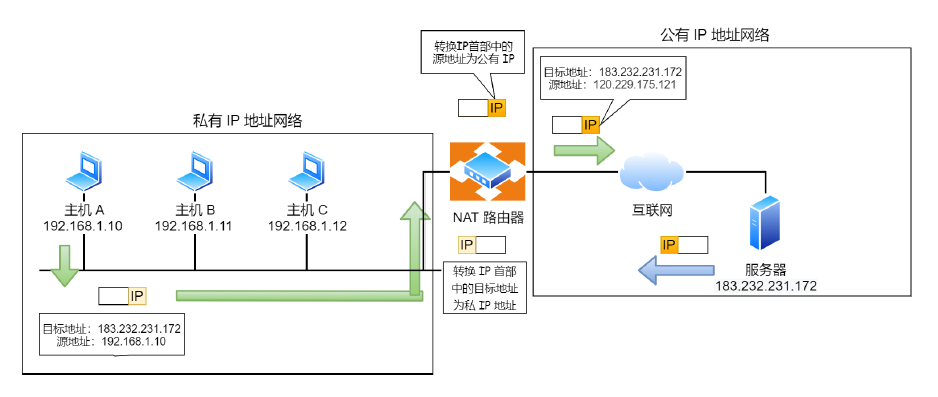 公有 IP 地址网络
转换IP首部中的
源地址为公有 IP
目标地址：183.232.231.172
源地址：120.229.175.121
IP
IP
私有 IP 地址网络
主机 A
192.168.1.10
主机 B
192.168.1.11
主机 C
192.168.1.12
NAT 路由器
互联网
IP
IP
服务器
183.232.231.172
转换 IP 首部
中的目标地址
为私 IP 地址
IP
目标地址：183.232.231.172
源地址：192.168.1.10